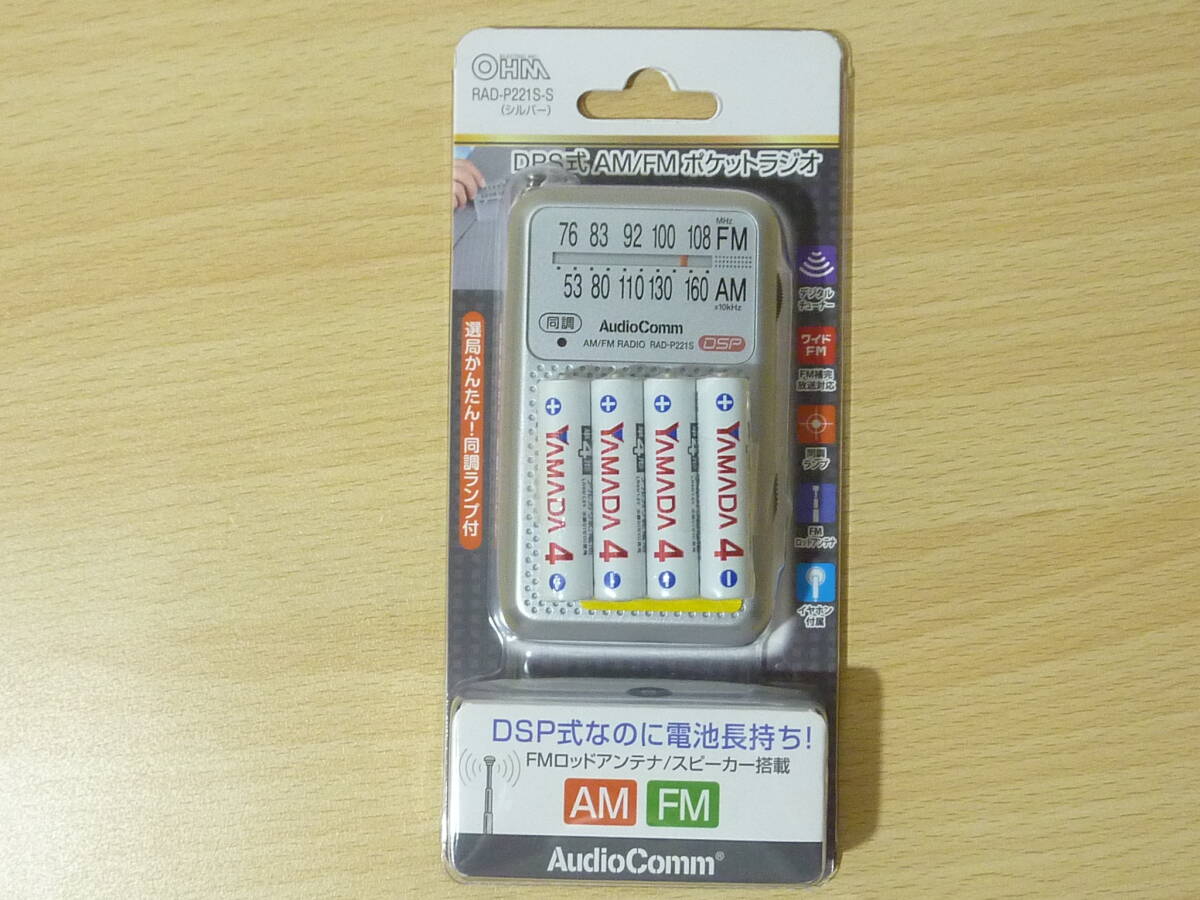 OHM
RAD-P221S-S
(シルバー)
DPS式 AM/FM ポケットラジオ
MHz
76 83 92 100 108 FM
53 80 110 130 160 AM
x10kHz
同調
AudioComm
AM/FM RADIO RAD-P221S DSP
選局かんたん!同調ランプ付
デジタル
チューナー
ワイド
FM
FM補完
放送対応
同調
ランプ
FM
ロッドアンテナ
イヤホン
付属
YAMADA 4
YAMADA 4
YAMADA 4
YAMADA 4
DSP式なのに電池長持ち!
FMロッドアンテナ/スピーカー搭載
AM FM
AudioComm®